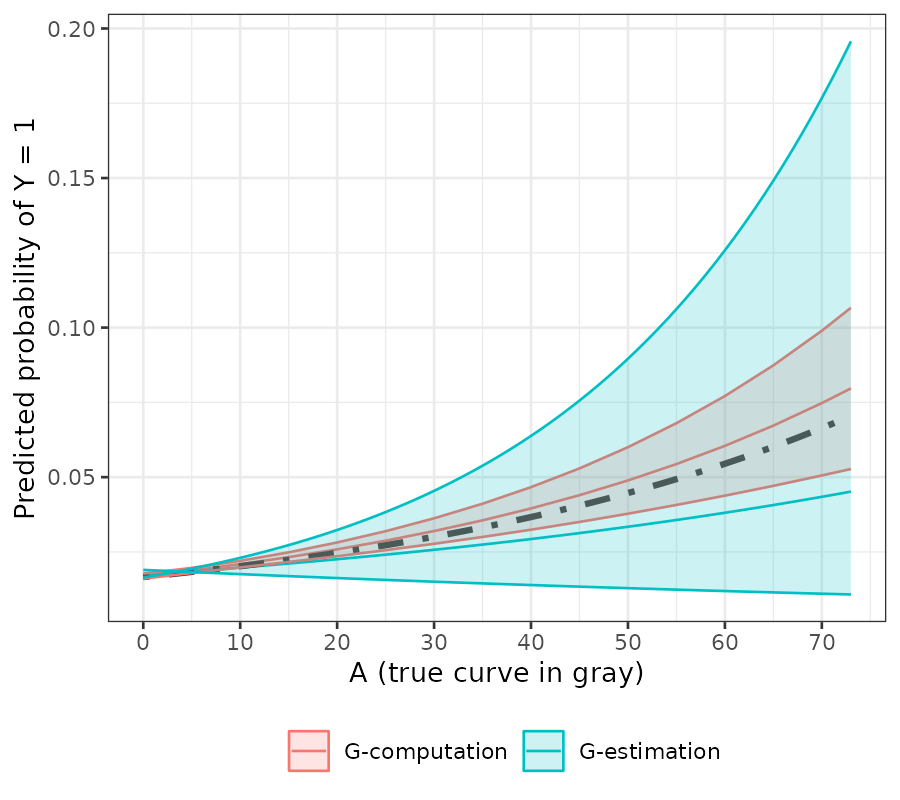 Predicted probability of Y = 1
0.20
0.15
0.10
0.05
0 10 20 30 40 50 60 70
A (true curve in gray)
G-computation G-estimation